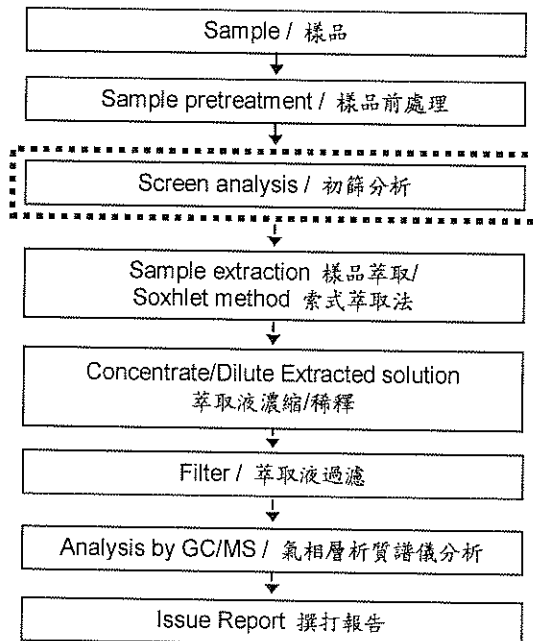 Sample / 樣品
Sample pretreatment / 樣品前處理
Screen analysis / 初篩分析
Sample extraction 樣品萃取/
Soxhlet method 索式萃取法
Concentrate/Dilute Extracted solution
萃取液濃縮/稀釋
Filter / 萃取液過濾
Analysis by GC/MS / 氣相層析質譜儀分析
Issue Report 撰打報告